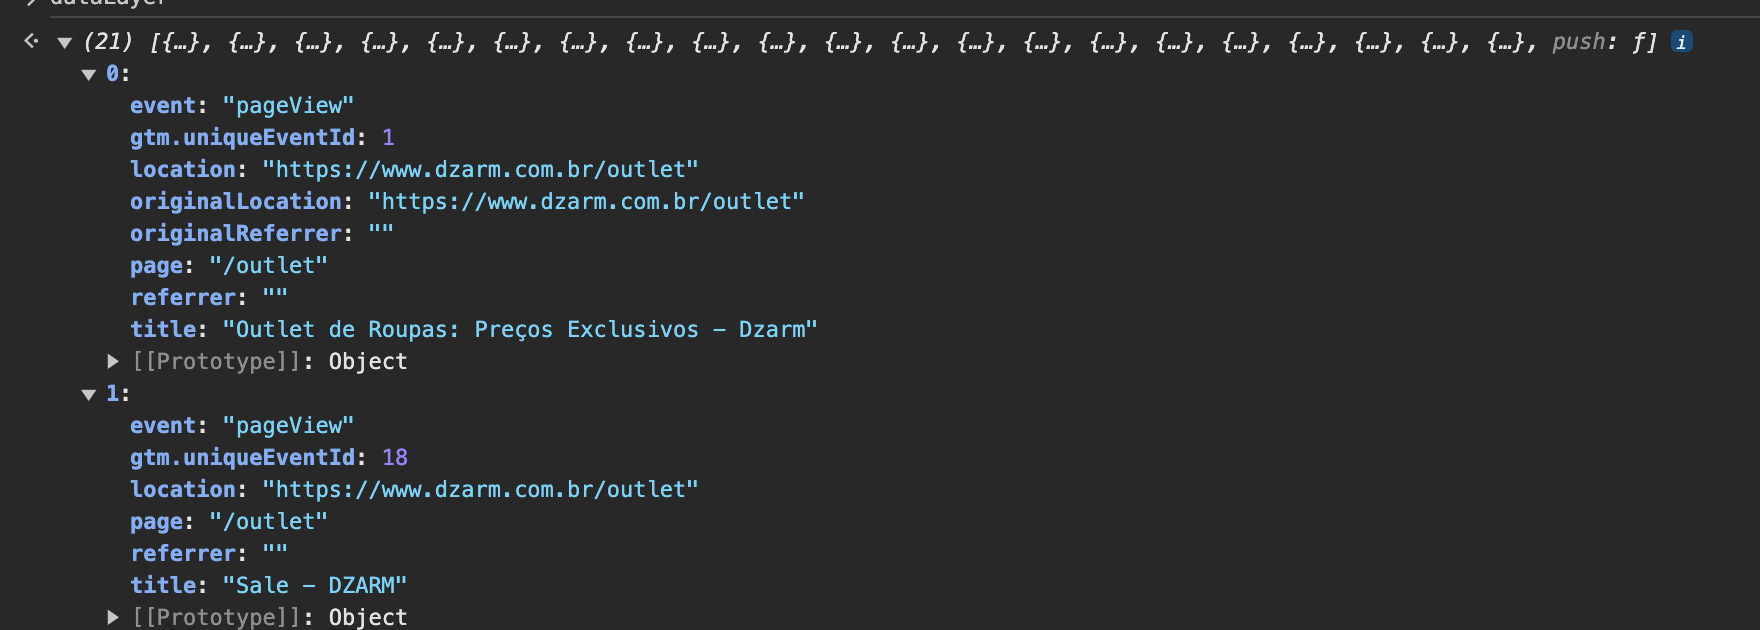 dataLayer
(21) [{…}, {…}, {…}, {…}, {…}, {…}, {…}, {…}, {…}, {…}, {…}, {…}, {…}, {…}, {…}, {…}, {…}, {…}, {…}, {…}, {…}, push: ƒ] i
0:
event: "pageView"
gtm.uniqueEventId: 1
location: "https://www.dzarm.com.br/outlet"
originalLocation: "https://www.dzarm.com.br/outlet"
originalReferrer: ""
page: "/outlet"
referrer: ""
title: "Outlet de Roupas: Preços Exclusivos – Dzarm"
[[Prototype]]: Object
1:
event: "pageView"
gtm.uniqueEventId: 18
location: "https://www.dzarm.com.br/outlet"
page: "/outlet"
referrer: ""
title: "Sale – DZARM"
[[Prototype]]: Object